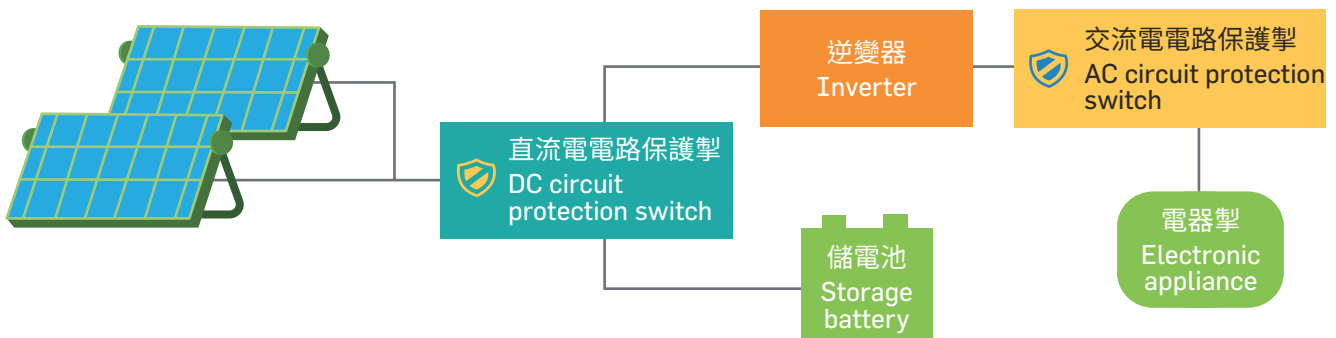 逆變器
Inverter
交流電電路保護掣
AC circuit protection
switch
直流電電路保護掣
DC circuit
protection switch
儲電池
Storage
battery
電器掣
Electronic
appliance